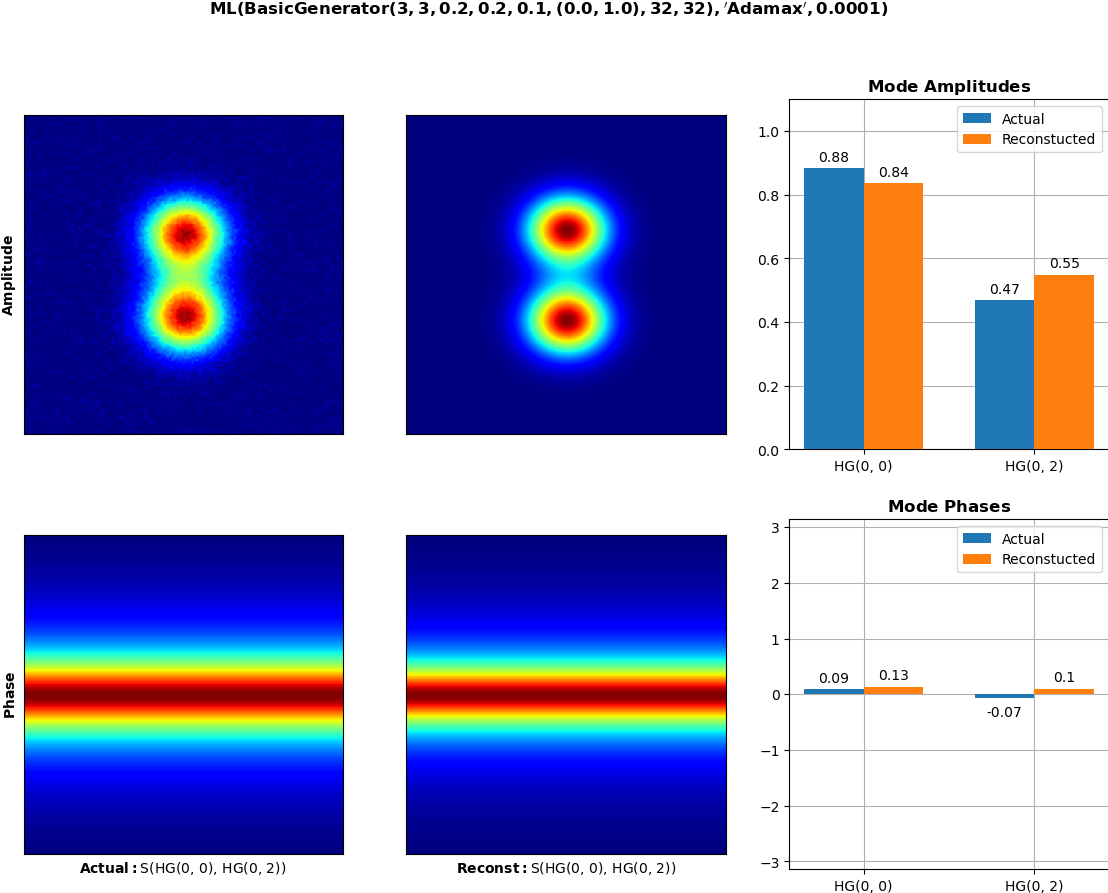 ML(BasicGenerator(3, 3, 0.2, 0.2, 0.1, (0.0, 1.0), 32, 32), ′Adamax′, 0.0001)
Amplitude
Mode Amplitudes
Actual
Reconstucted
1.0
0.8
0.6
0.4
0.2
0.0
0.88
0.84
0.47
0.55
HG(0, 0)
HG(0, 2)
Phase
Actual: S(HG(0, 0), HG(0, 2))
Reconst: S(HG(0, 0), HG(0, 2))
Mode Phases
Actual
Reconstucted
3
2
1
0
−1
−2
−3
0.09
0.13
-0.07
0.1
HG(0, 0)
HG(0, 2)